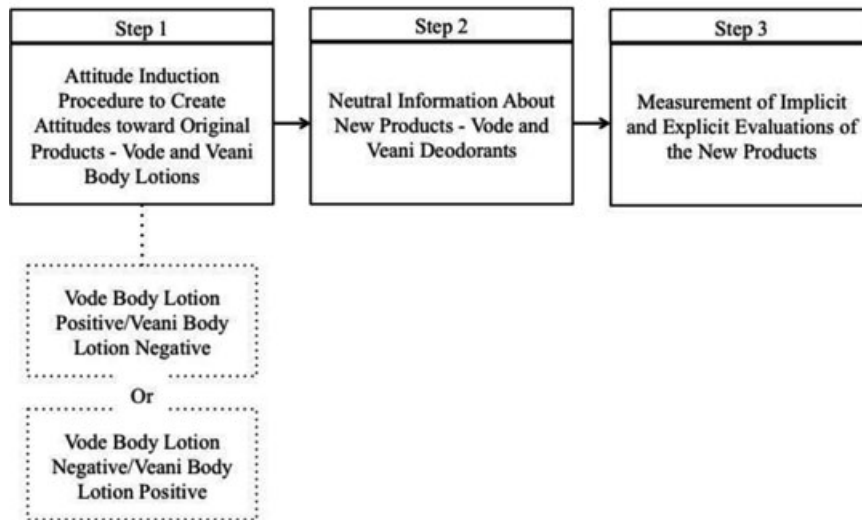 Step 1
Attitude Induction
Procedure to Create
Attitudes toward Original
Products - Vode and Veani
Body Lotions
Step 2
Neutral Information About
New Products - Vode and
Veani Deodorants
Step 3
Measurement of Implicit
and Explicit Evaluations of
the New Products
Vode Body Lotion
Positive/Veani Body
Lotion Negative
Or
Vode Body Lotion
Negative/Veani Body
Lotion Positive